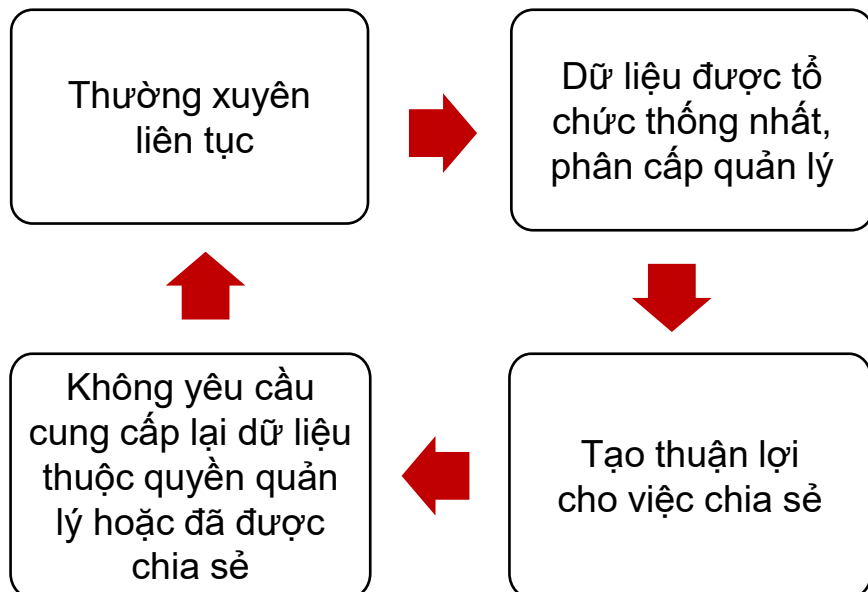 Thường xuyên
liên tục
Dữ liệu được tổ
chức thống nhất,
phân cấp quản lý
Không yêu cầu
cung cấp lại dữ liệu
thuộc quyền quản
lý hoặc đã được
chia sẻ
Tạo thuận lợi
cho việc chia sẻ